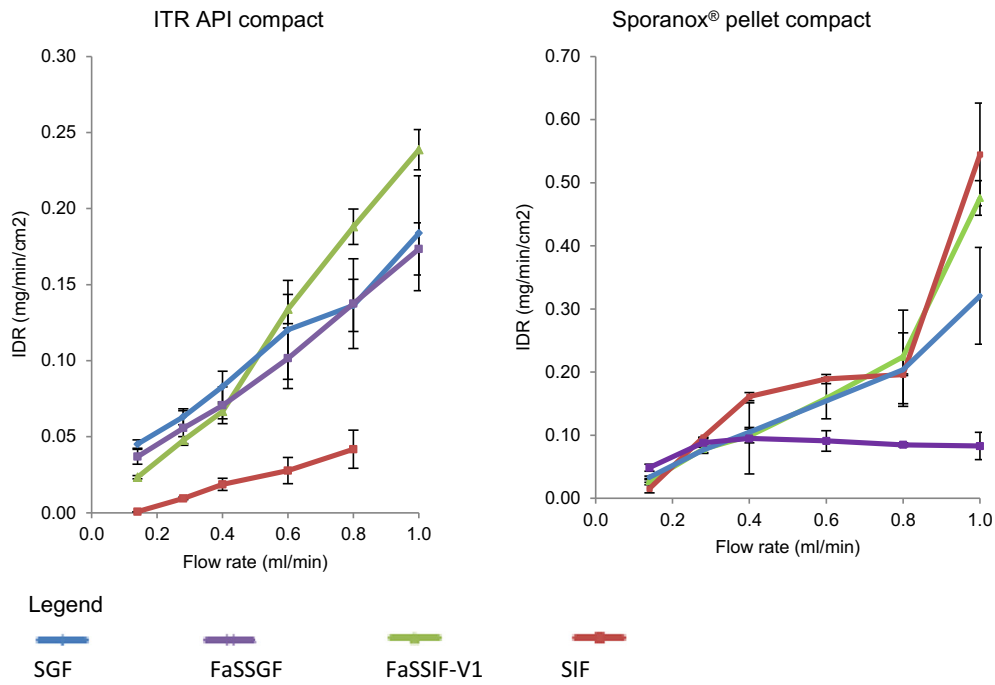 ITR API compact
IDR (mg/min/cm2)
0.30
0.25
0.20
0.15
0.10
0.05
0.00
0.0 0.2 0.4 0.6 0.8 1.0
Flow rate (ml/min)
Sporanox® pellet compact
IDR (mg/min/cm2)
0.70
0.60
0.50
0.40
0.30
0.20
0.10
0.00
0.0 0.2 0.4 0.6 0.8 1.0
Flow rate (ml/min)
Legend
SGF FaSSGF FaSSIF-V1 SIF